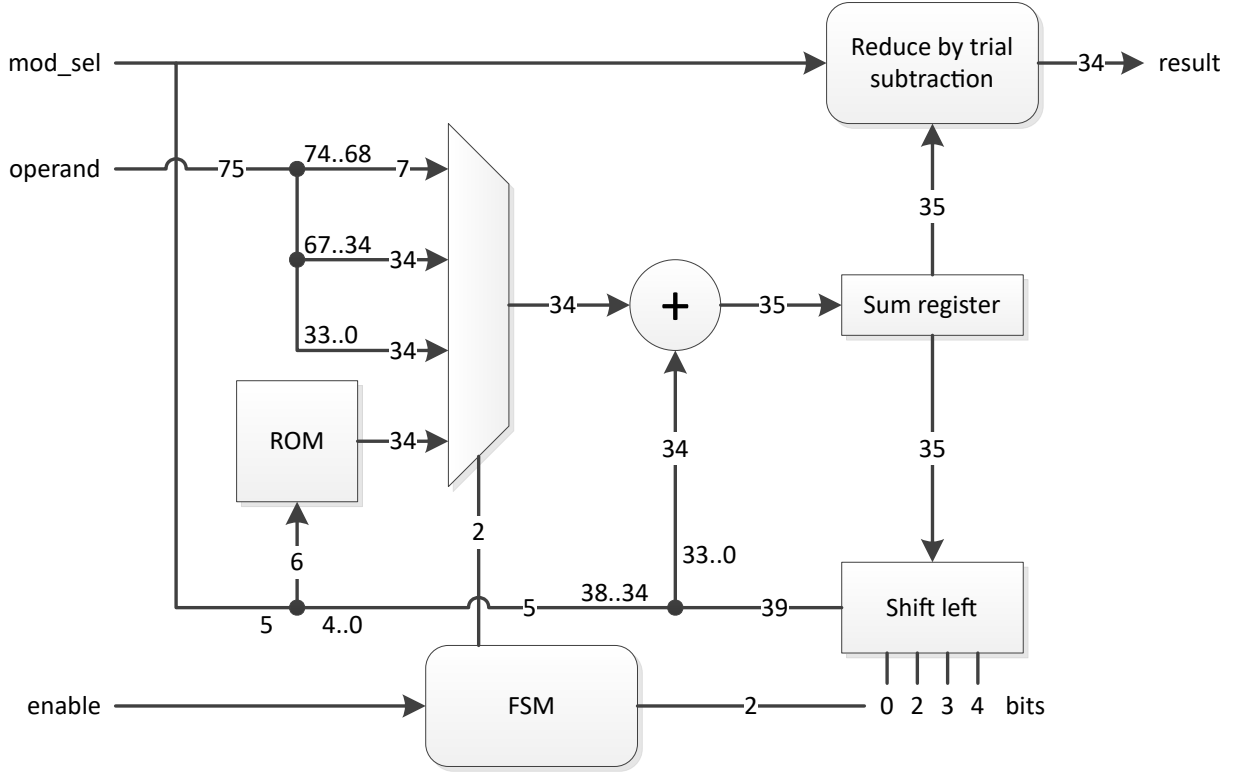 Reduce by trial
subtraction
mod_sel
34
result
operand
75
74..68
7
35
67..34
34
34
+
35
Sum register
33..0
34
ROM
34
34
35
2
6
33..0
38..34
5
39
Shift left
5
4..0
enable
FSM
2
0 2 3 4 bits